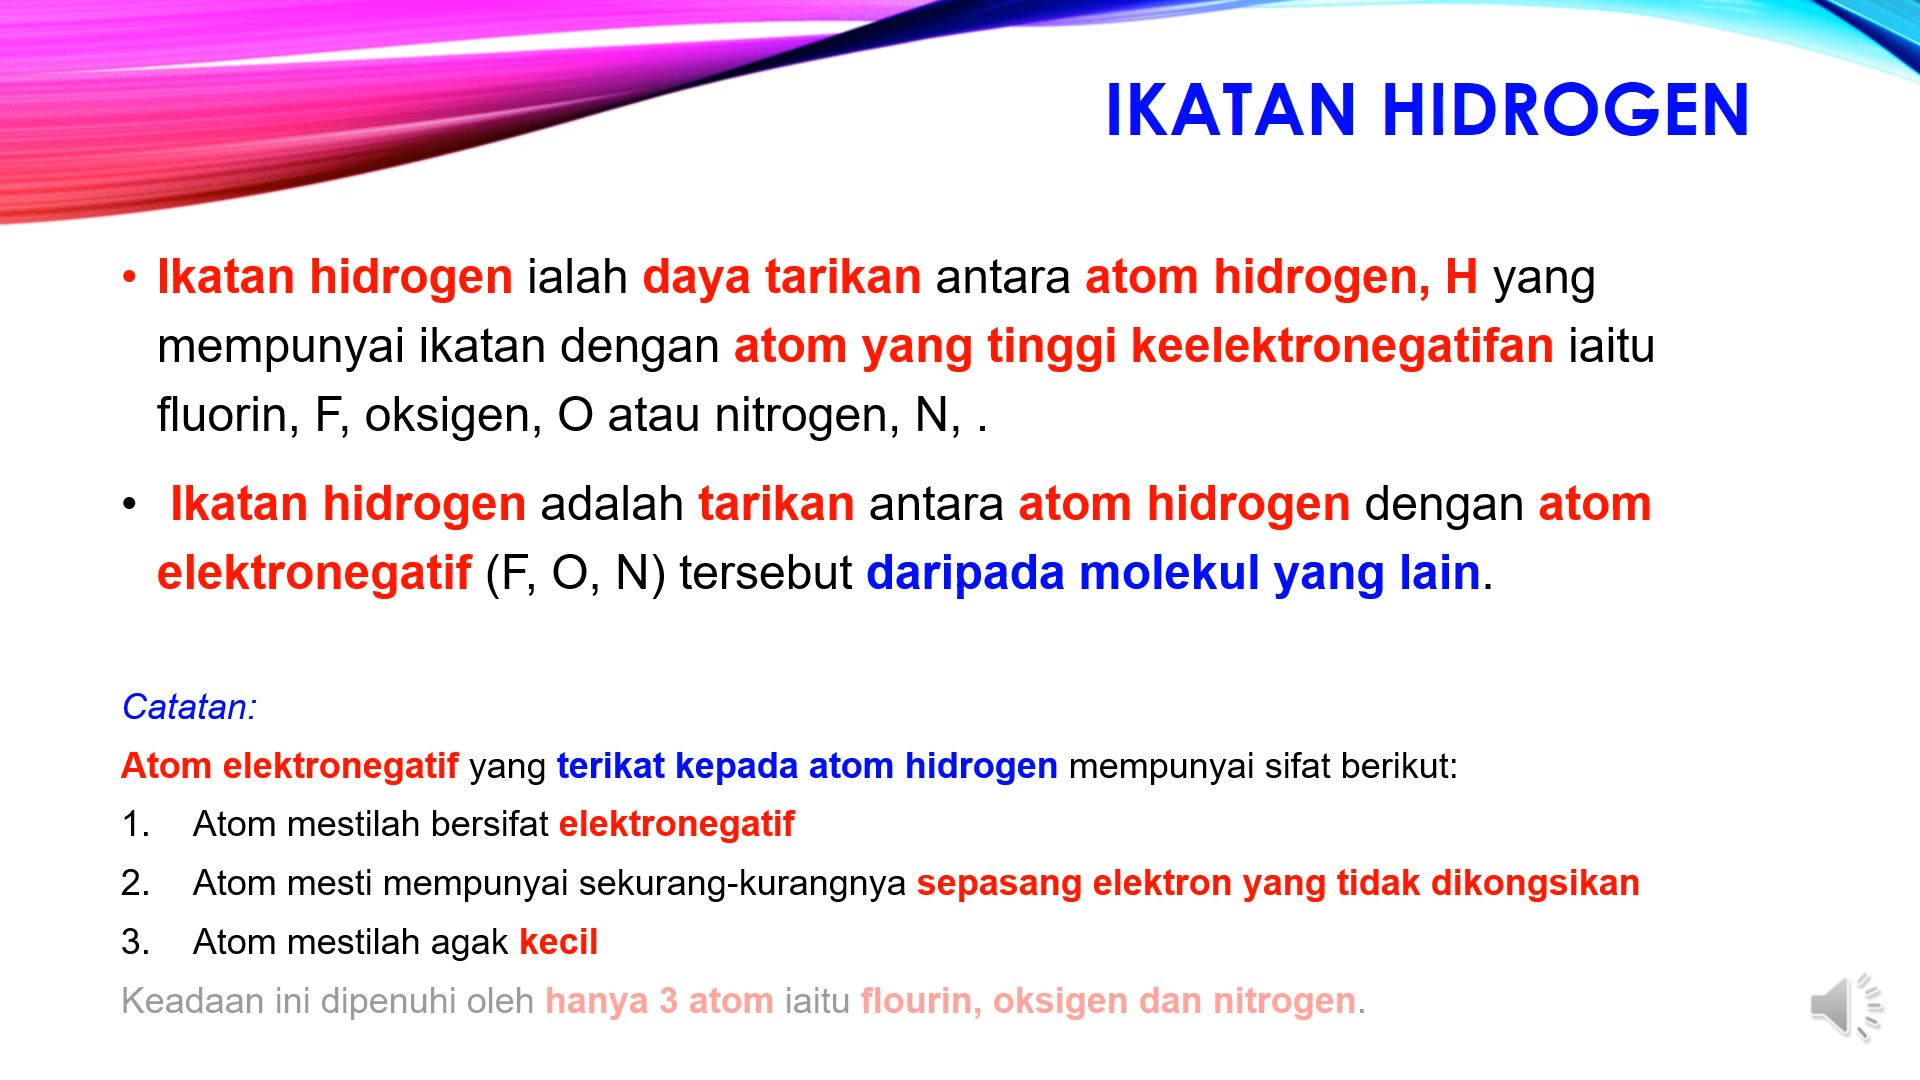 IKATAN HIDROGEN
• Ikatan hidrogen ialah daya tarikan antara atom hidrogen, H yang
mempunyai ikatan dengan atom yang tinggi keelektronegatifan iaitu
fluorin, F, oksigen, O atau nitrogen, N, .
• Ikatan hidrogen adalah tarikan antara atom hidrogen dengan atom
elektronegatif (F, O, N) tersebut daripada molekul yang lain.
Catatan:
Atom elektronegatif yang terikat kepada atom hidrogen mempunyai sifat berikut:
1. Atom mestilah bersifat elektronegatif
2. Atom mesti mempunyai sekurang-kurangnya sepasang elektron yang tidak dikongsikan
3. Atom mestilah agak kecil
Keadaan ini dipenuhi oleh hanya 3 atom iaitu flourin, oksigen dan nitrogen.